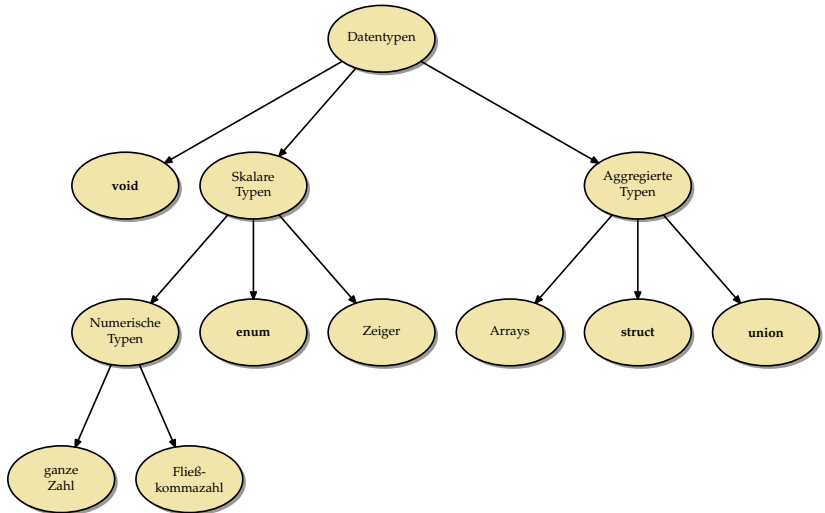 Datentypen
void
Skalare
Typen
Aggregierte
Typen
Numerische
Typen
enum
Zeiger
Arrays
struct
union
ganze
Zahl
Fließ-
kommazahl